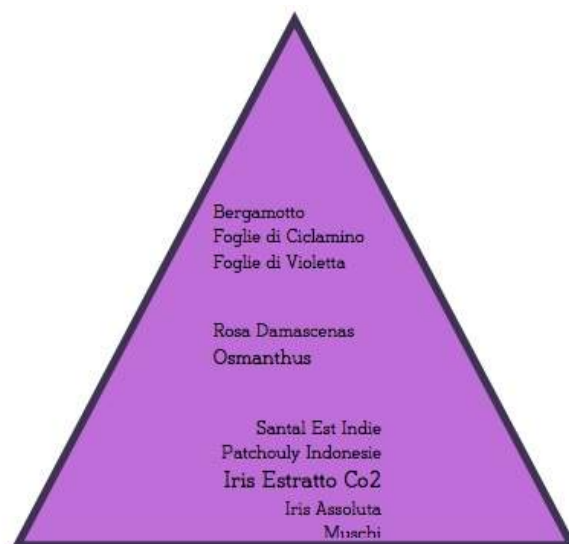 Bergamotto
Foglie di Ciclamino
Foglie di Violetta
Rosa Damascenas
Osmanthus
Santal Est Indie
Patchouly Indonesie
Iris Estratto Co2
Iris Assoluta
Muschi